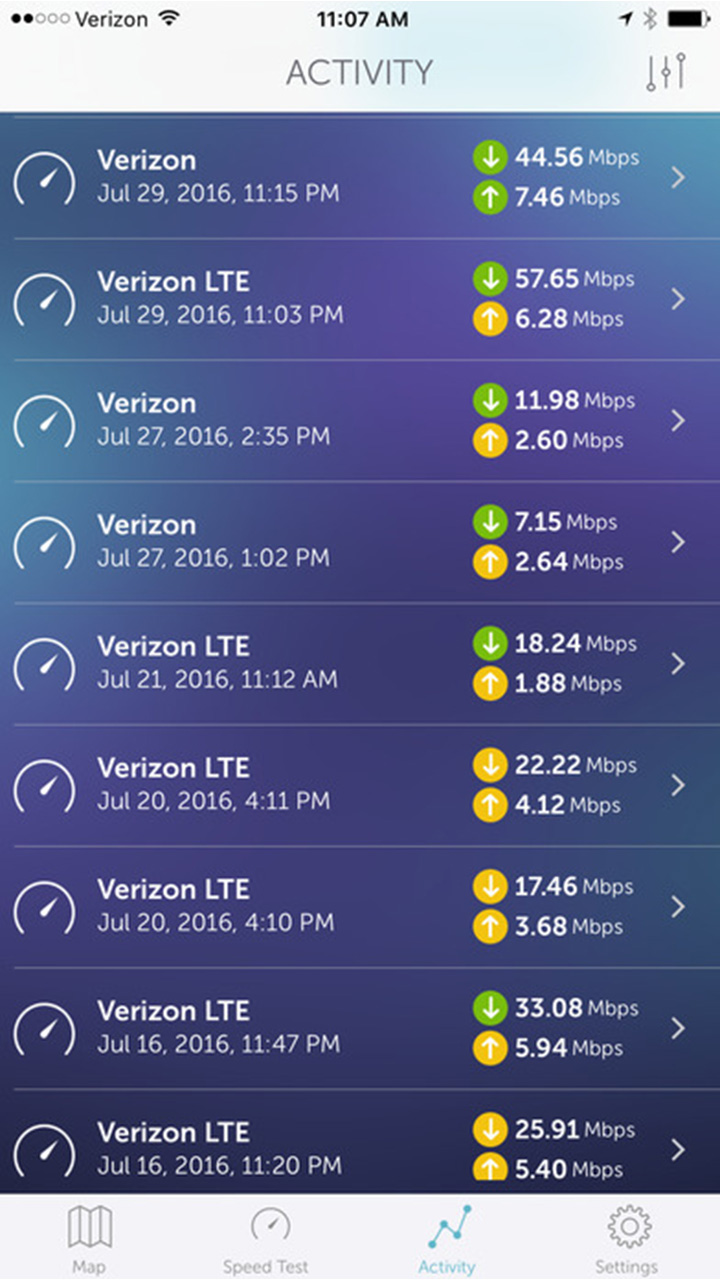 Verizon 11:07 AM
ACTIVITY
Verizon 44.56 Mbps
Jul 29, 2016, 11:15 PM 7.46 Mbps
Verizon LTE 57.65 Mbps
Jul 29, 2016, 11:03 PM 6.28 Mbps
Verizon 11.98 Mbps
Jul 27, 2016, 2:35 PM 2.60 Mbps
Verizon 7.15 Mbps
Jul 27, 2016, 1:02 PM 2.64 Mbps
Verizon LTE 18.24 Mbps
Jul 21, 2016, 11:12 AM 1.88 Mbps
Verizon LTE 22.22 Mbps
Jul 20, 2016, 4:11 PM 4.12 Mbps
Verizon LTE 17.46 Mbps
Jul 20, 2016, 4:10 PM 3.68 Mbps
Verizon LTE 33.08 Mbps
Jul 16, 2016, 11:47 PM 5.94 Mbps
Verizon LTE 25.91 Mbps
Jul 16, 2016, 11:20 PM 5.40 Mbps
Map Speed Test Activity Settings